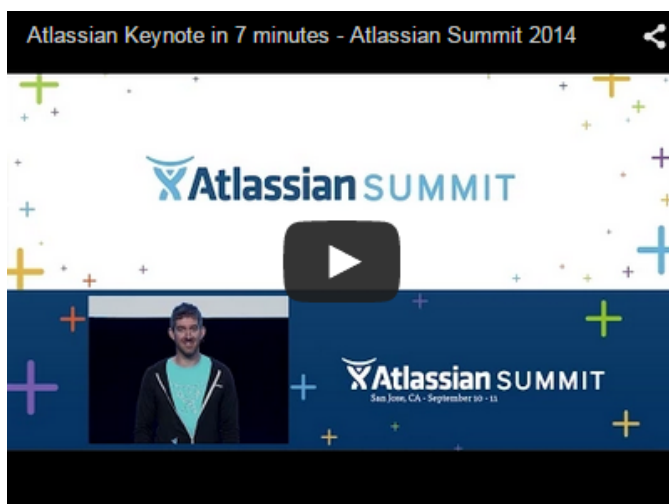 Atlassian Keynote in 7 minutes - Atlassian Summit 2014
Atlassian SUMMIT
Atlassian SUMMIT
San Jose, CA - September 10 - 11